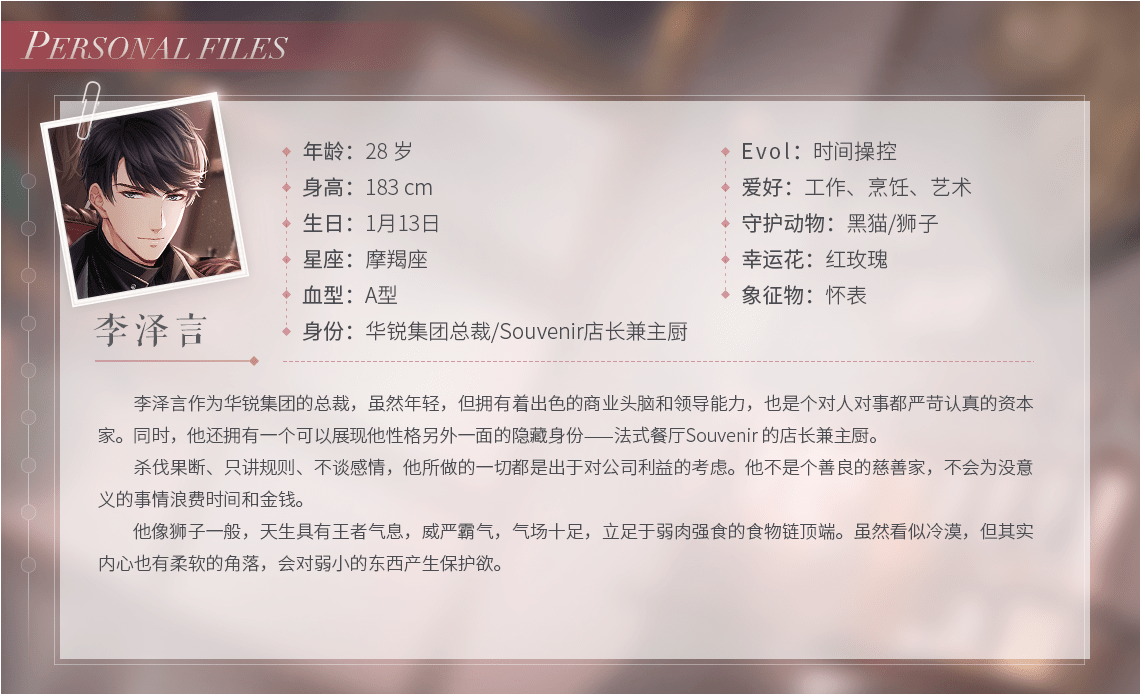 PERSONAL FILES
年龄：28 岁
身高：183 cm
生日：1月13日
星座：摩羯座
血型：A型
身份：华锐集团总裁/Souvenir店长兼主厨
Evol：时间操控
爱好：工作、烹饪、艺术
守护动物：黑猫/狮子
幸运花：红玫瑰
象征物：怀表
李泽言
李泽言作为华锐集团的总裁，虽然年轻，但拥有着出色的商业头脑和领导能力，也是个对人对事都严苛认真的资本
家。同时，他还拥有一个可以展现他性格另外一面的隐藏身份——法式餐厅Souvenir 的店长兼主厨。
杀伐果断、只讲规则、不谈感情，他所做的一切都是出于对公司利益的考虑。他不是个善良的慈善家，不会为没意
义的事情浪费时间和金钱。
他像狮子一般，天生具有王者气息，威严霸气，气场十足，立足于弱肉强食的食物链顶端。虽然看似冷漠，但其实
内心也有柔软的角落，会对弱小的东西产生保护欲。